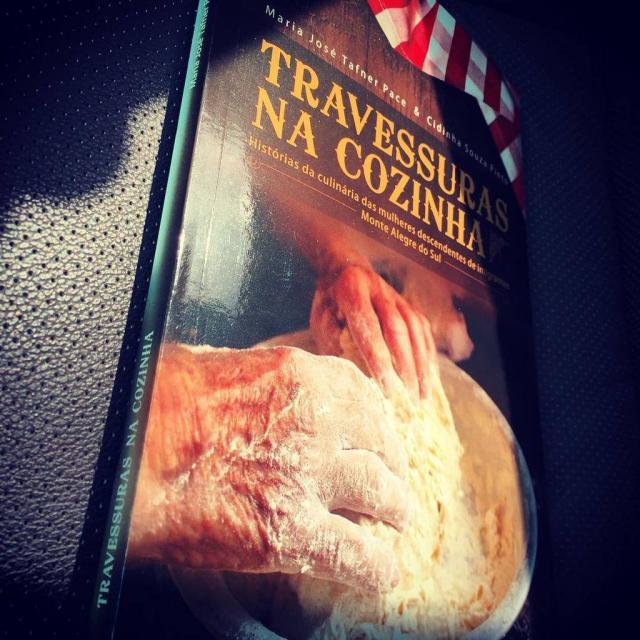 Maria José Tafner Pace & Cidinha Souza Pinto
TRAVESSURAS
NA COZINHA
Histórias da culinária das mulheres descendentes de imigrantes
Monte Alegre do Sul
TRAVESSURAS NA COZINHA